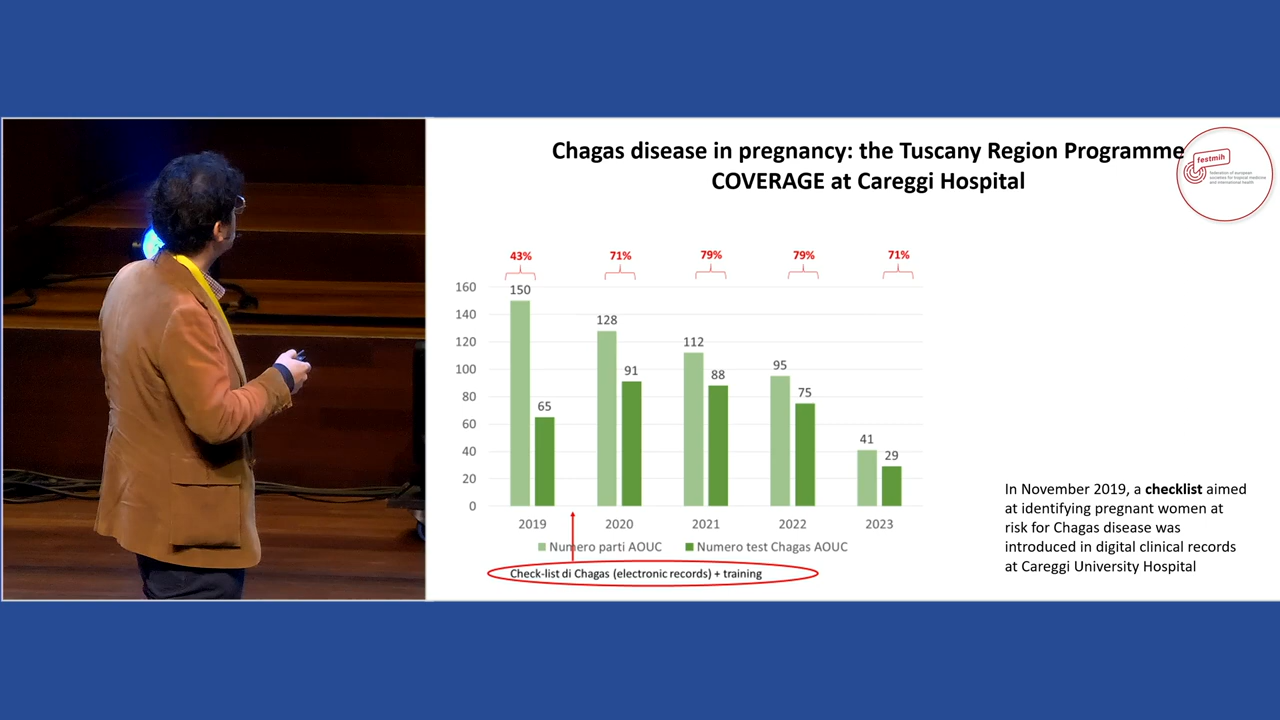 Chagas disease in pregnancy: the Tuscany Region Programme
COVERAGE at Careggi Hospital
festmih
federation of european
societies for tropical medicine
and international health
43% 71% 79% 79% 71%
160
140
120
100
80
60
40
20
0
150 65
128 91
112 88
95 75
41 29
2019 2020 2021 2022 2023
Numero parti AOUC Numero test Chagas AOUC
Check-list di Chagas (electronic records) + training
In November 2019, a checklist aimed
at identifying pregnant women at
risk for Chagas disease was
introduced in digital clinical records
at Careggi University Hospital